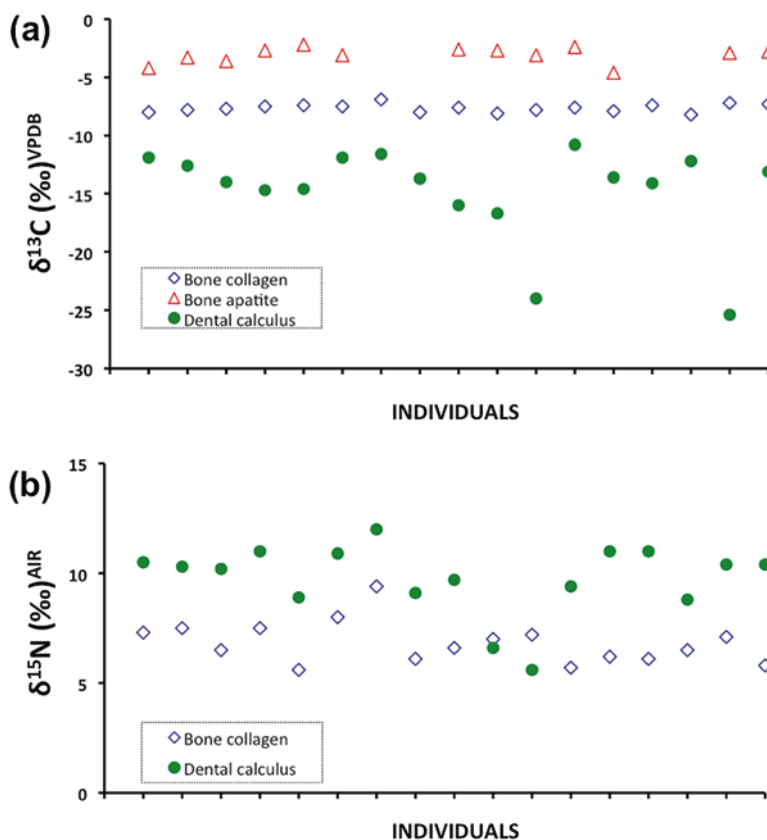 (a)
0
-5
-10
-15
-20
-25
-30
δ¹³C (‰)ⱽᴾᴰᴮ
Bone collagen
Bone apatite
Dental calculus
INDIVIDUALS
(b)
15
10
5
0
δ¹⁵N (‰)ᴬᴵᴿ
Bone collagen
Dental calculus
INDIVIDUALS